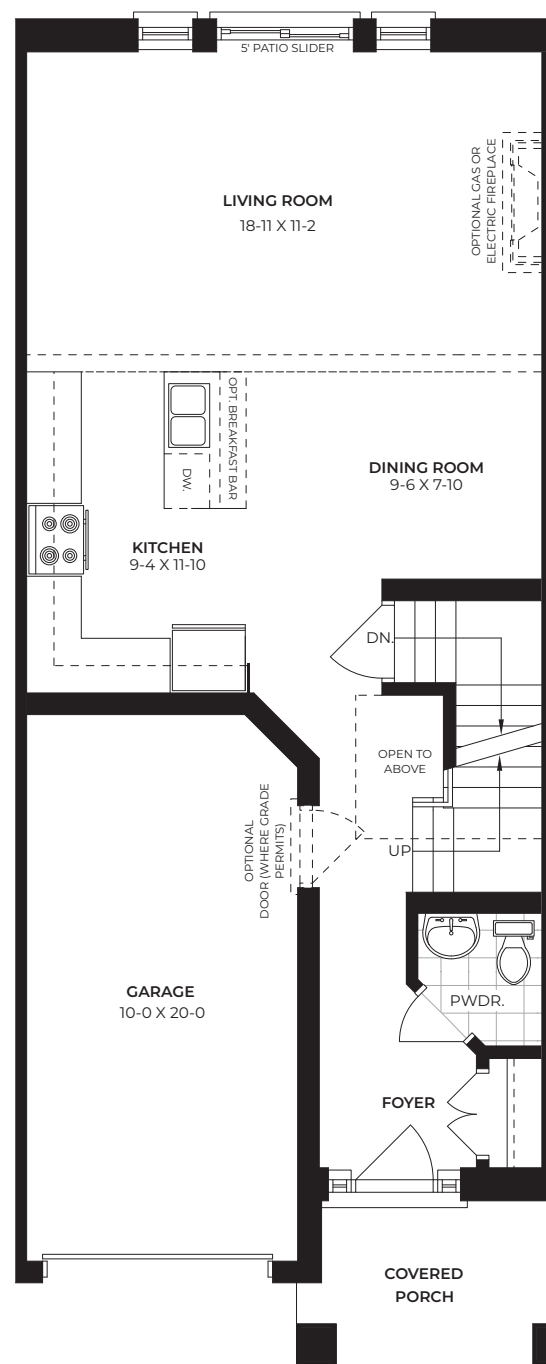 5' PATIO SLIDER
LIVING ROOM
18-11 X 11-2
OPTIONAL GAS OR
ELECTRIC FIREPLACE
OPT. BREAKFAST BAR
DW.
DINING ROOM
9-6 X 7-10
KITCHEN
9-4 X 11-10
DN.
OPEN TO
ABOVE
OPTIONAL
DOOR (WHERE GRADE
PERMITS)
UP
GARAGE
10-0 X 20-0
PWDR.
FOYER
COVERED
PORCH